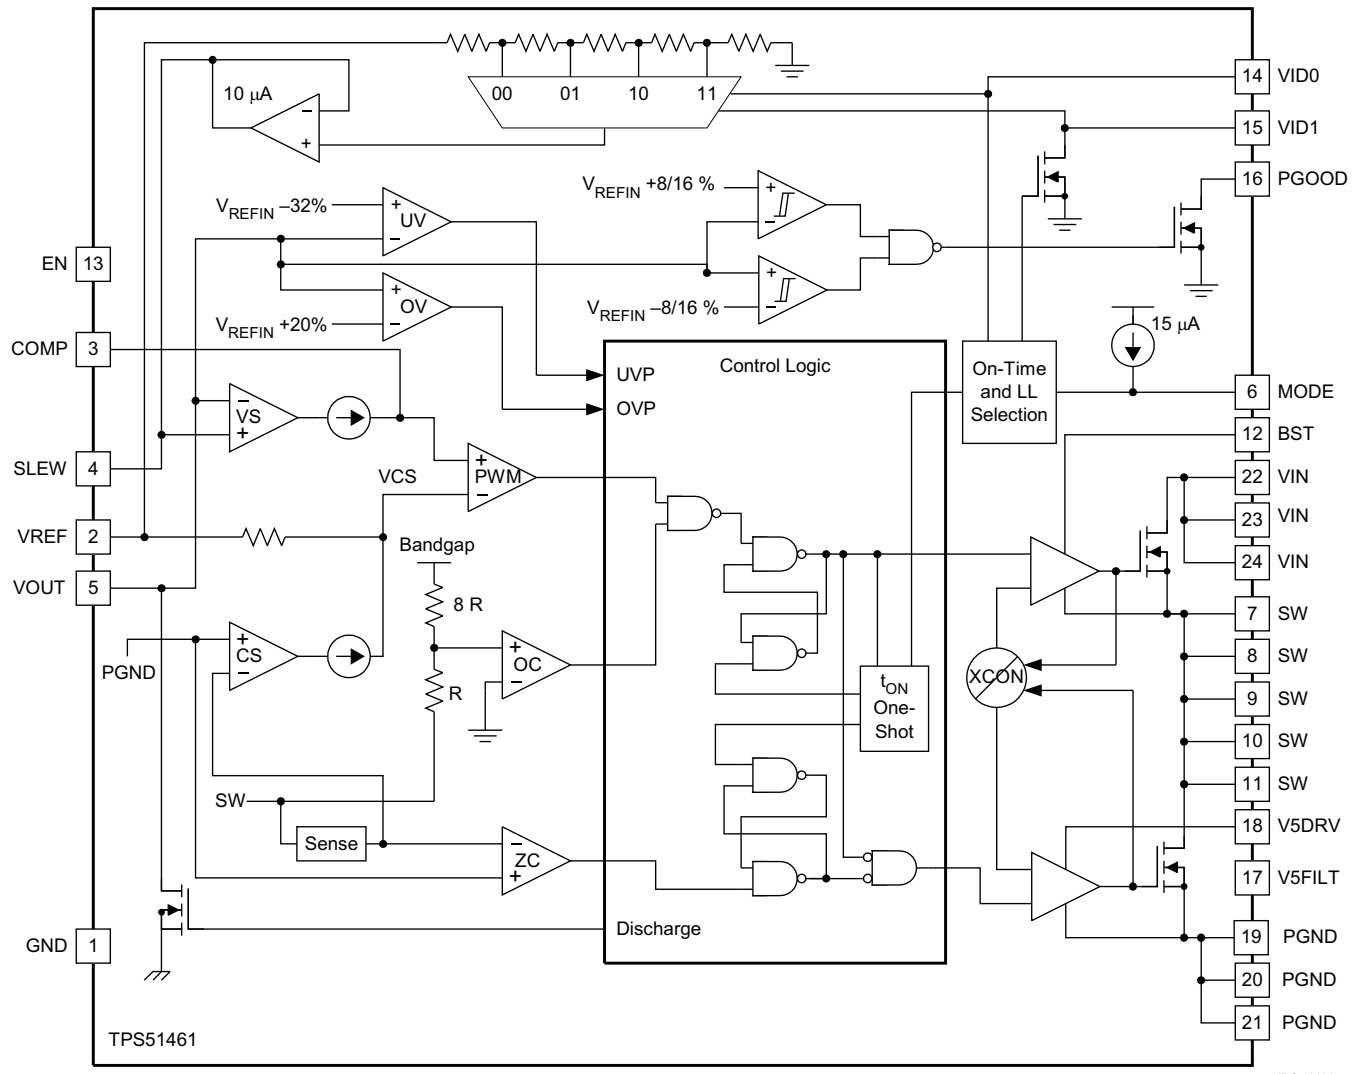 10 μA
00 01 10 11
14 VID0
15 VID1
16 PGOOD
VREFIN +8/16 %
VREFIN –32%
+
UV
–
+
–
+
–
EN 13
+
OV
–
VREFIN +20%
VREFIN –8/16 %
+
–
+
–
15 μA
COMP 3
Control Logic
UVP
OVP
On-Time
and LL
Selection
6 MODE
12 BST
–
VS
+
SLEW 4
VCS
+
PWM
–
22 VIN
23 VIN
24 VIN
VREF 2
Bandgap
VOUT 5
8 R
7 SW
+
CS
–
PGND
+
OC
–
R
8 SW
XCON
tON
One-
Shot
9 SW
10 SW
11 SW
SW
Sense
–
ZC
+
18 V5DRV
17 V5FILT
Discharge
GND 1
19 PGND
20 PGND
21 PGND
TPS51461